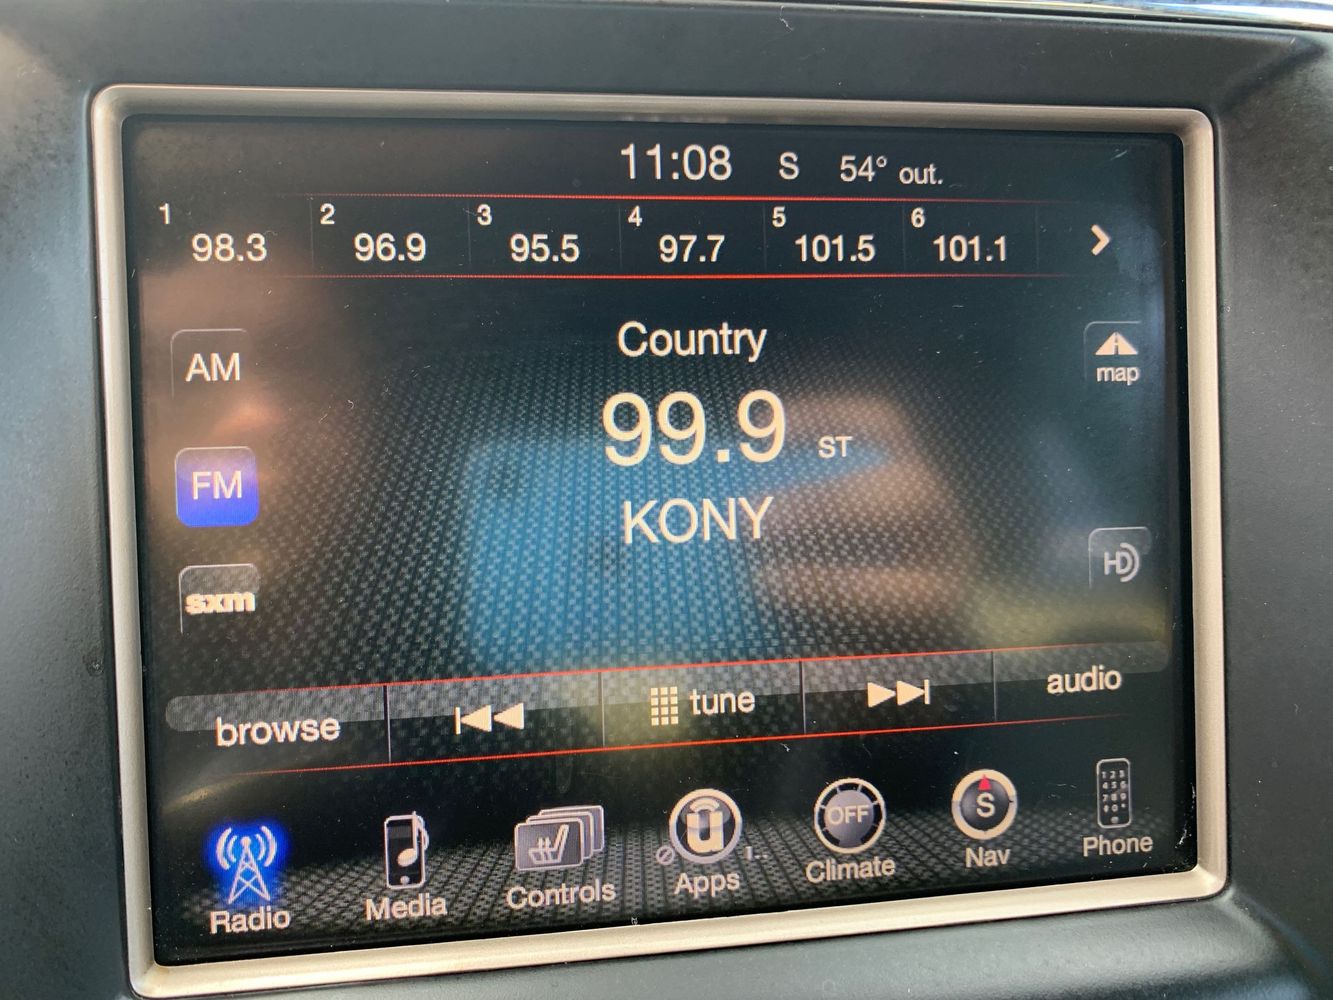 11:08 S 54° out.
1 2 3 4 5 6
98.3 96.9 95.5 97.7 101.5 101.1
Country
AM
map
99.9 ST
FM
KONY
HD
sxm
browse tune audio
OFF S
Radio Media Controls Apps Climate Nav Phone